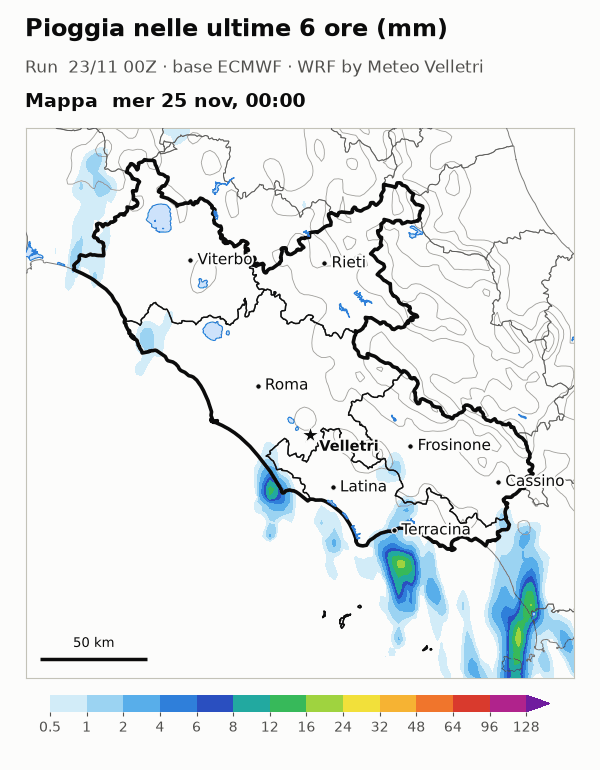 Pioggia nelle ultime 6 ore (mm)
Run  23/11 00Z · base ECMWF · WRF by Meteo Velletri
Mappa  mer 25 nov, 00:00
Viterbo
Rieti
Roma
Velletri
Frosinone
Cassino
Latina
Terracina
50 km
0.5 1 2 4 6 8 12 16 24 32 48 64 96 128